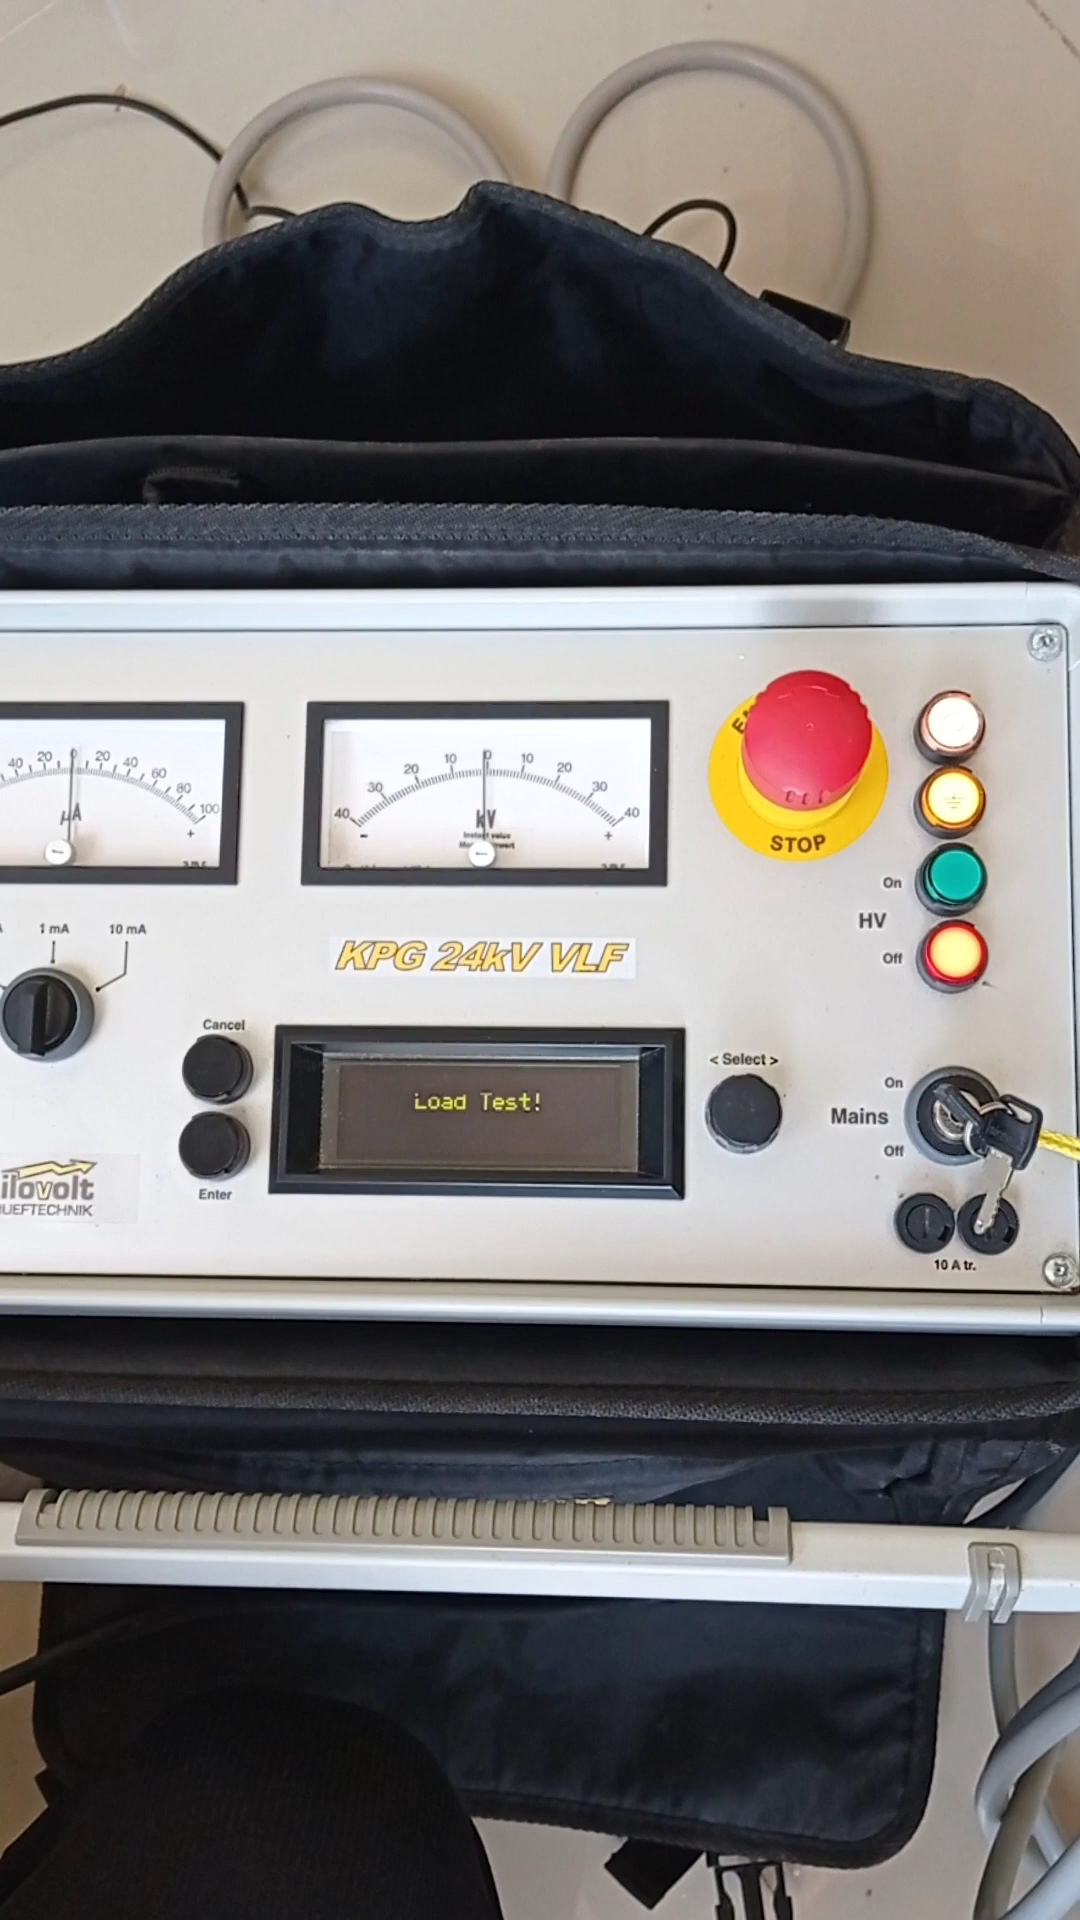 40 20 0 20 40 60 80 100
µA
+
40 30 20 10 0 10 20 30 40
kV
Instant value
- +
STOP
On
HV
Off
1 mA
10 mA
KPG 24kV VLF
Cancel
Load Test!
< Select >
On
Mains
Off
Enter
ilovolt
UEFTECHNIK
10 A tr.